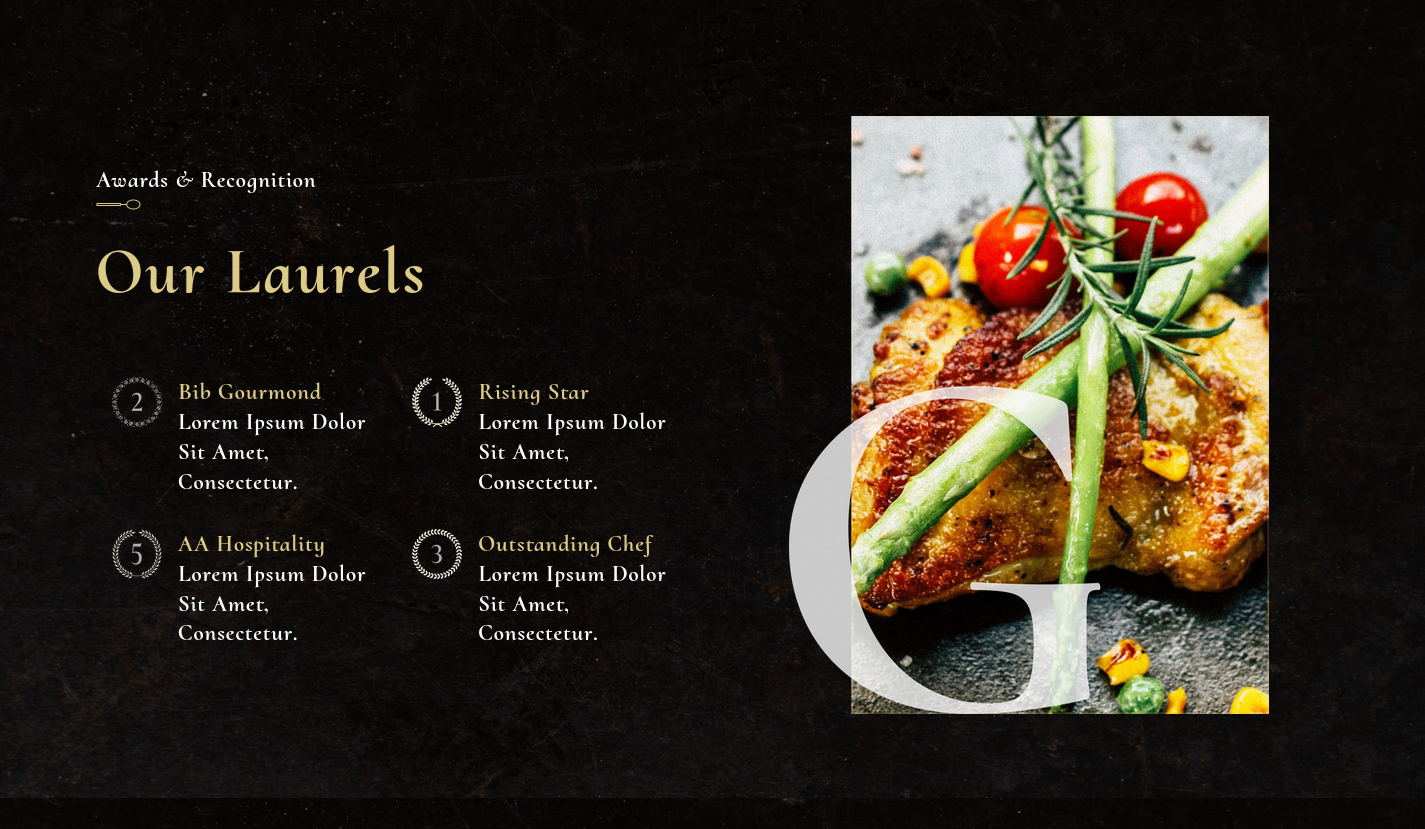 Awards & Recognition
Our Laurels
2
Bib Gourmond
Lorem Ipsum Dolor
Sit Amet,
Consectetur.
1
Rising Star
Lorem Ipsum Dolor
Sit Amet,
Consectetur.
5
AA Hospitality
Lorem Ipsum Dolor
Sit Amet,
Consectetur.
3
Outstanding Chef
Lorem Ipsum Dolor
Sit Amet,
Consectetur.
G